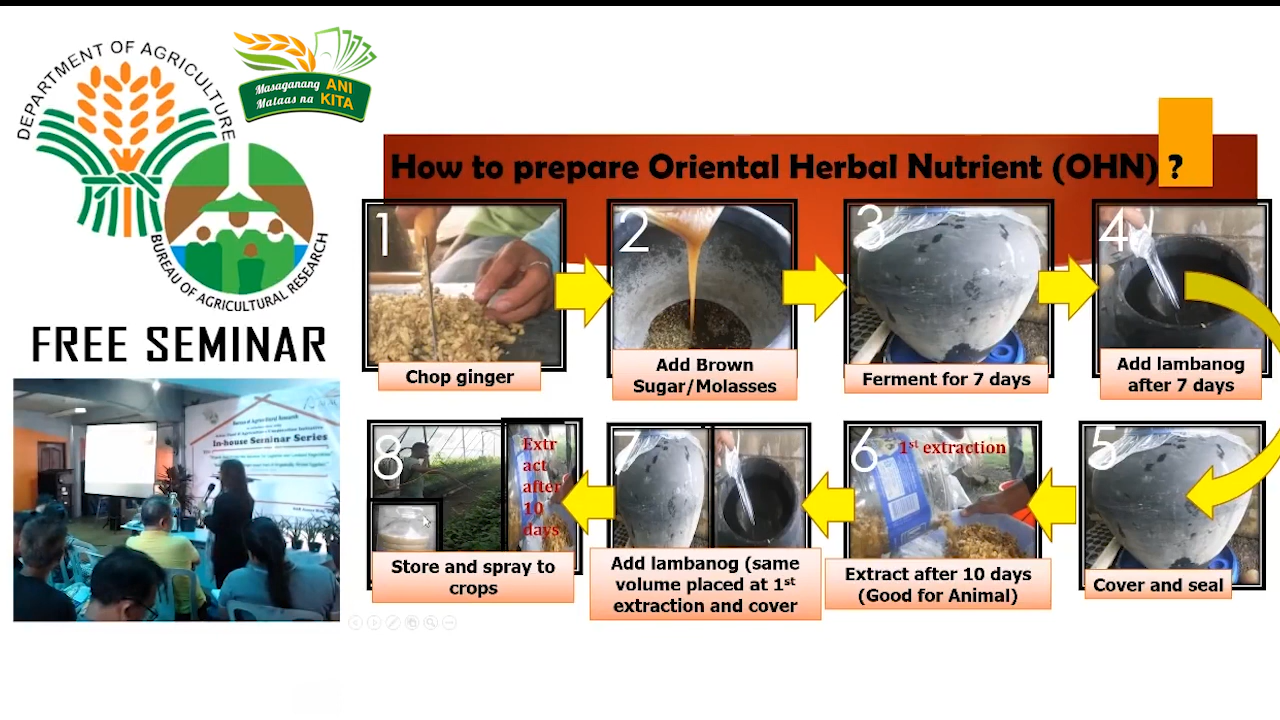 DEPARTMENT OF AGRICULTURE
Masaganang ANI
Mataas na KITA
BUREAU OF AGRICULTURAL RESEARCH
FREE SEMINAR
Bureau of Agricultural Research
In-house Seminar Series
How to prepare Oriental Herbal Nutrient (OHN) ?
1
Chop ginger
2
Add Brown
Sugar/Molasses
3
Ferment for 7 days
4
Add lambanog
after 7 days
5
Cover and seal
6
1st extraction
Extract after 10 days
(Good for Animal)
7
Add lambanog (same
volume placed at 1st
extraction and cover
8
Extr
act
after
10
days
Store and spray to
crops